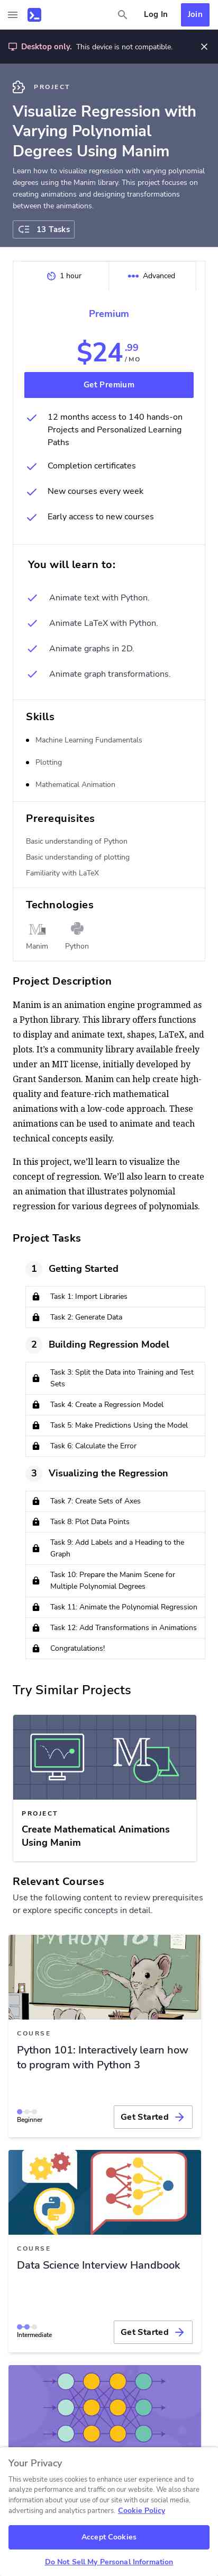 Log In
Join
Desktop only. This device is not compatible.
PROJECT
Visualize Regression with
Varying Polynomial
Degrees Using Manim
Learn how to visualize regression with varying polynomial
degrees using the Manim library. This project focuses on
creating animations and designing transformations
between the animations.
13 Tasks
1 hour
Advanced
Premium
$24.99
/ MO
Get Premium
12 months access to 140 hands-on
Projects and Personalized Learning
Paths
Completion certificates
New courses every week
Early access to new courses
You will learn to:
Animate text with Python.
Animate LaTeX with Python.
Animate graphs in 2D.
Animate graph transformations.
Skills
Machine Learning Fundamentals
Plotting
Mathematical Animation
Prerequisites
Basic understanding of Python
Basic understanding of plotting
Familiarity with LaTeX
Technologies
Manim
Python
Project Description
Manim is an animation engine programmed as
a Python library. This library offers functions
to display and animate text, shapes, LaTeX, and
plots. It's a community library available freely
under an MIT license, initially developed by
Grant Sanderson. Manim can help create high-
quality and feature-rich mathematical
animations with a low-code approach. These
animations can be used to animate and teach
technical concepts easily.
In this project, we'll learn to visualize the
concept of regression. We'll also learn to create
an animation that illustrates polynomial
regression for various degrees of polynomials.
Project Tasks
1 Getting Started
Task 1: Import Libraries
Task 2: Generate Data
2 Building Regression Model
Task 3: Split the Data into Training and Test
Sets
Task 4: Create a Regression Model
Task 5: Make Predictions Using the Model
Task 6: Calculate the Error
3 Visualizing the Regression
Task 7: Create Sets of Axes
Task 8: Plot Data Points
Task 9: Add Labels and a Heading to the
Graph
Task 10: Prepare the Manim Scene for
Multiple Polynomial Degrees
Task 11: Animate the Polynomial Regression
Task 12: Add Transformations in Animations
Congratulations!
Try Similar Projects
PROJECT
Create Mathematical Animations
Using Manim
Relevant Courses
Use the following content to review prerequisites
or explore specific concepts in detail.
COURSE
Python 101: Interactively learn how
to program with Python 3
Beginner
Get Started
COURSE
Data Science Interview Handbook
Intermediate
Get Started
Your Privacy
This website uses cookies to enhance user experience and to
analyze performance and traffic on our website. We also share
information about your use of our site with our social media,
advertising and analytics partners. Cookie Policy
Accept Cookies
Do Not Sell My Personal Information